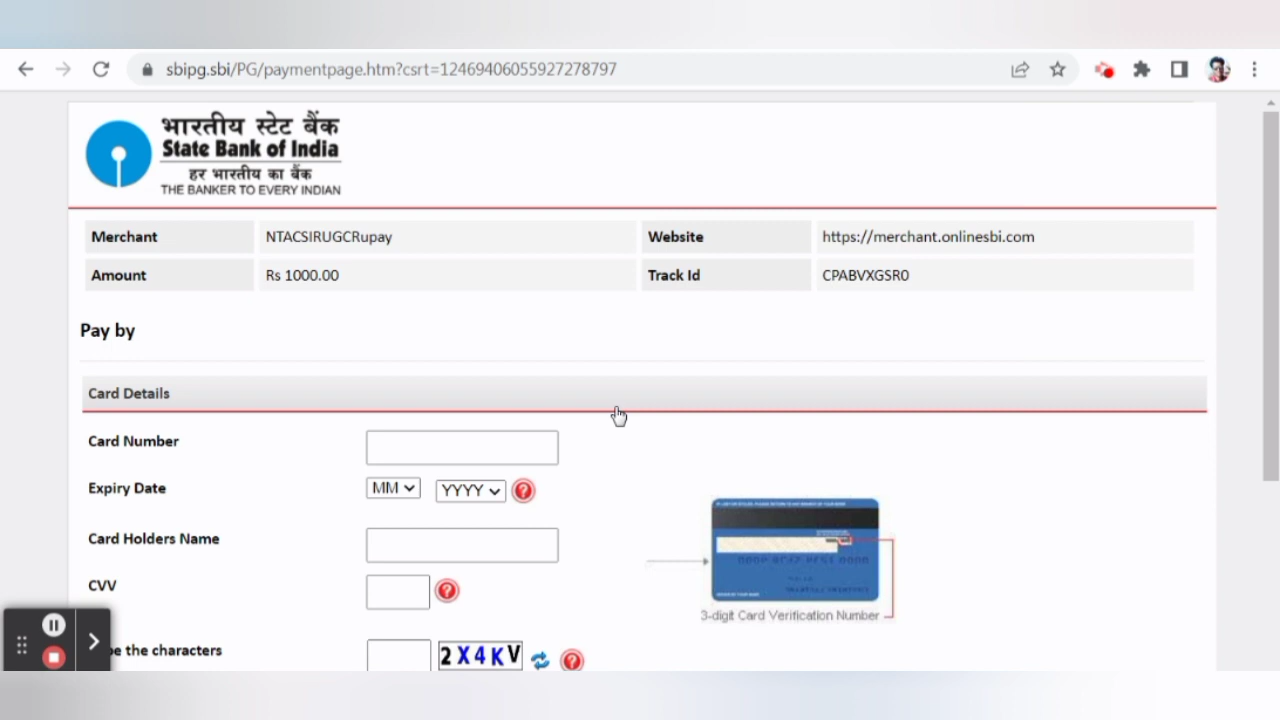 sbipg.sbi/PG/paymentpage.htm?csrt=12469406055927278797
भारतीय स्टेट बैंक
State Bank of India
हर भारतीय का बैंक
THE BANKER TO EVERY INDIAN
Merchant NTACSIRUGCRupay Website https://merchant.onlinesbi.com
Amount Rs 1000.00 Track Id CPABVXGSR0
Pay by
Card Details
Card Number
Expiry Date MM YYYY
Card Holders Name
CVV
3-digit Card Verification Number
the characters 2X4KV